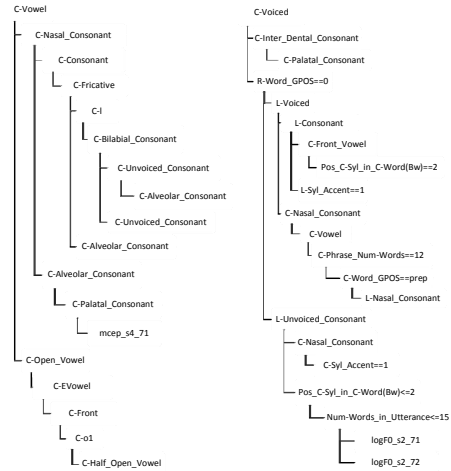 C-Vowel
C-Nasal_Consonant
C-Consonant
C-Fricative
C-l
C-Bilabial_Consonant
C-Unvoiced_Consonant
C-Alveolar_Consonant
C-Unvoiced_Consonant
C-Alveolar_Consonant
C-Alveolar_Consonant
C-Palatal_Consonant
mcep_s4_71
C-Open_Vowel
C-EVowel
C-Front
C-o1
C-Half_Open_Vowel
C-Voiced
C-Inter_Dental_Consonant
C-Palatal_Consonant
R-Word_GPOS==0
L-Voiced
L-Consonant
C-Front_Vowel
Pos_C-Syl_in_C-Word(Bw)==2
L-Syl_Accent==1
C-Nasal_Consonant
C-Vowel
C-Phrase_Num-Words==12
C-Word_GPOS==prep
L-Nasal_Consonant
L-Unvoiced_Consonant
C-Nasal_Consonant
C-Syl_Accent==1
Pos_C-Syl_in_C-Word(Bw)<=2
Num-Words_in_Utterance<=15
logF0_s2_71
logF0_s2_72